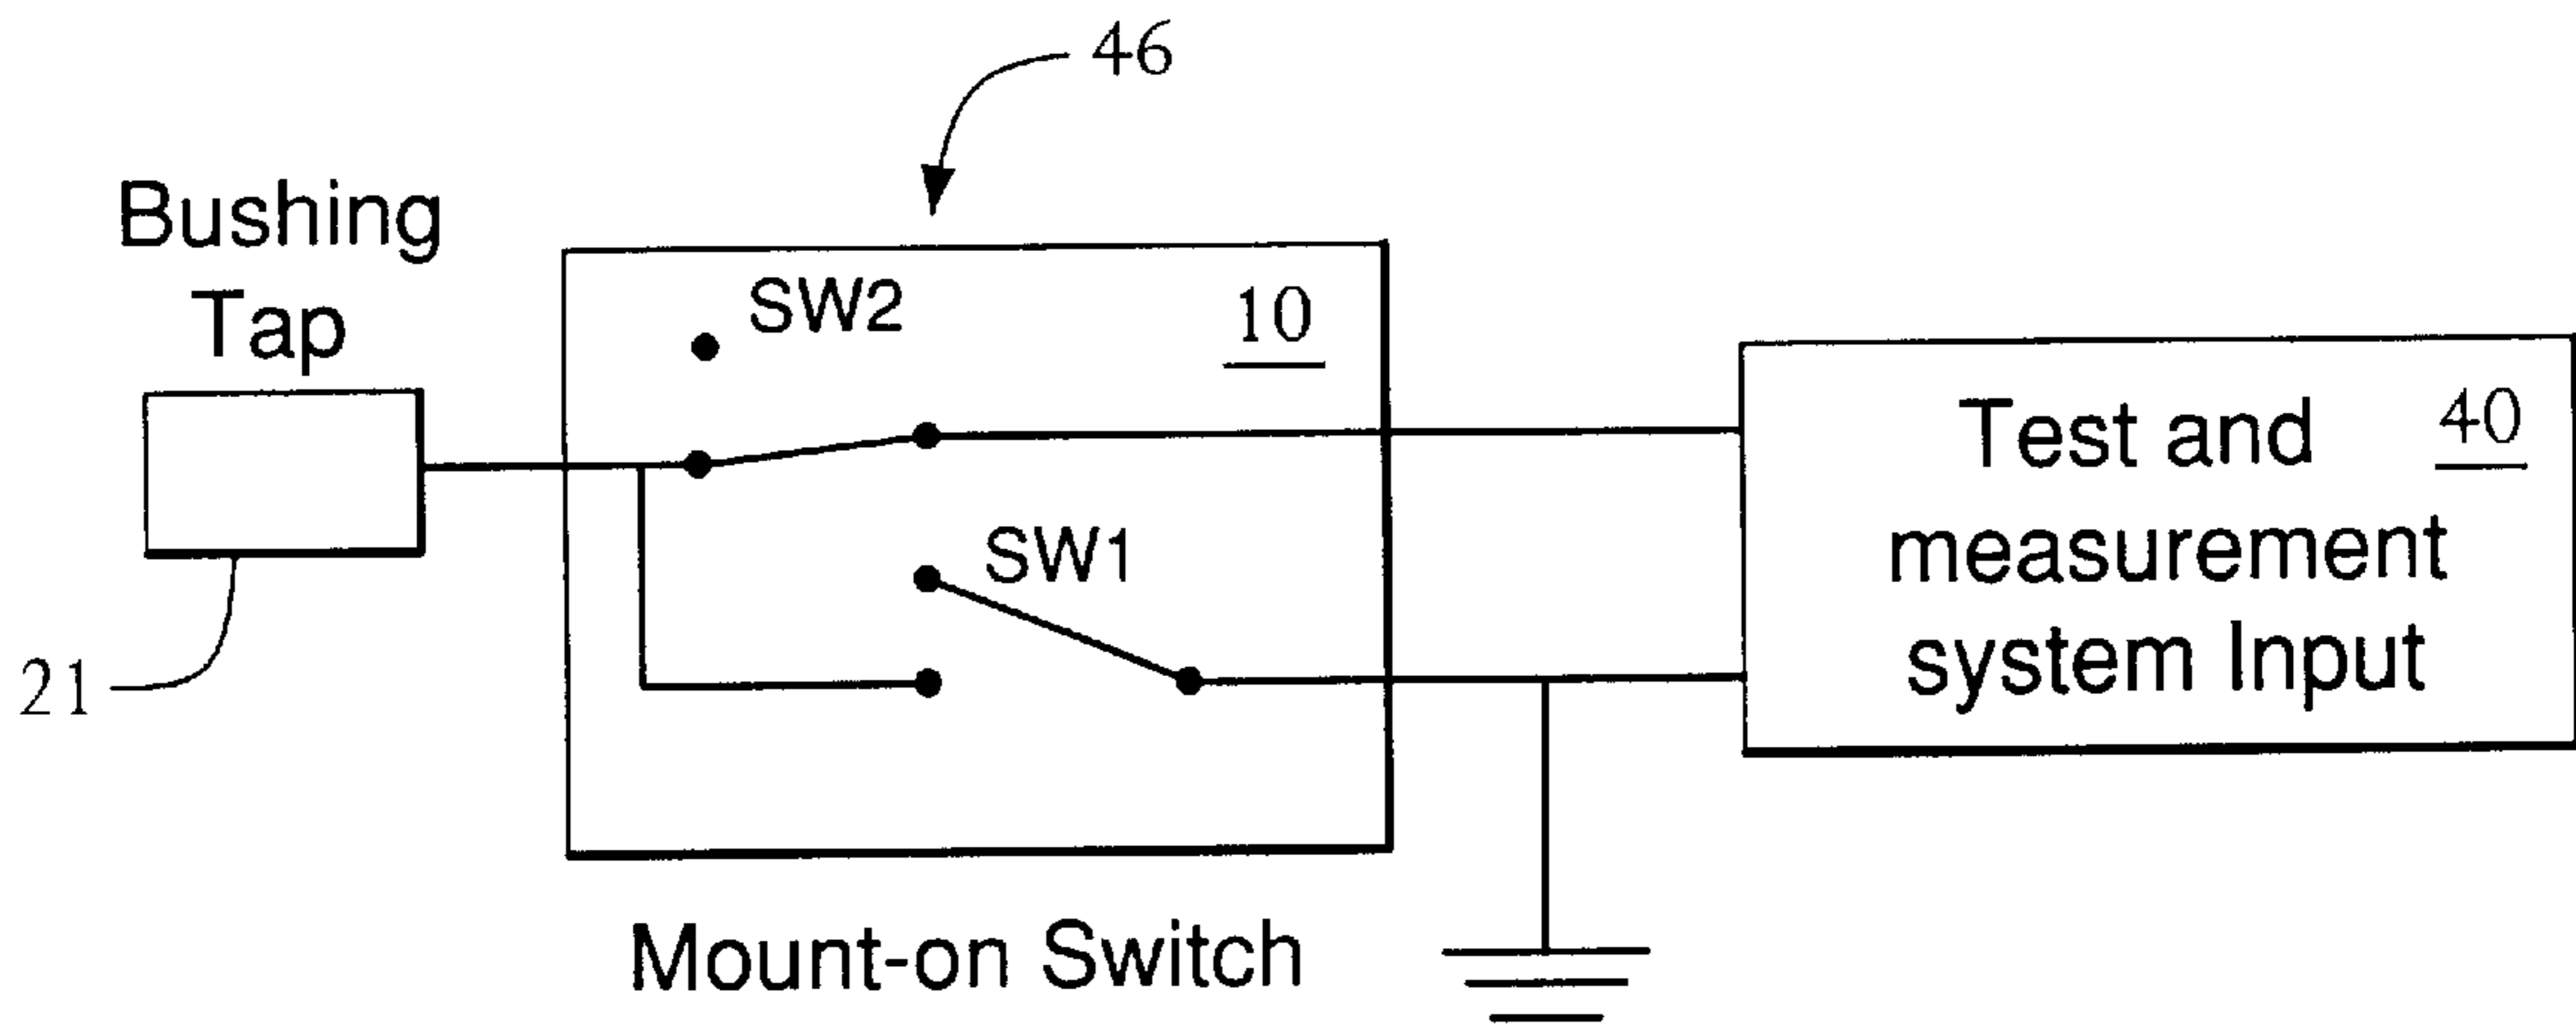 46
Bushing
Tap
SW2
10
Test and
40
measurement
system Input
SW1
21
Mount-on Switch